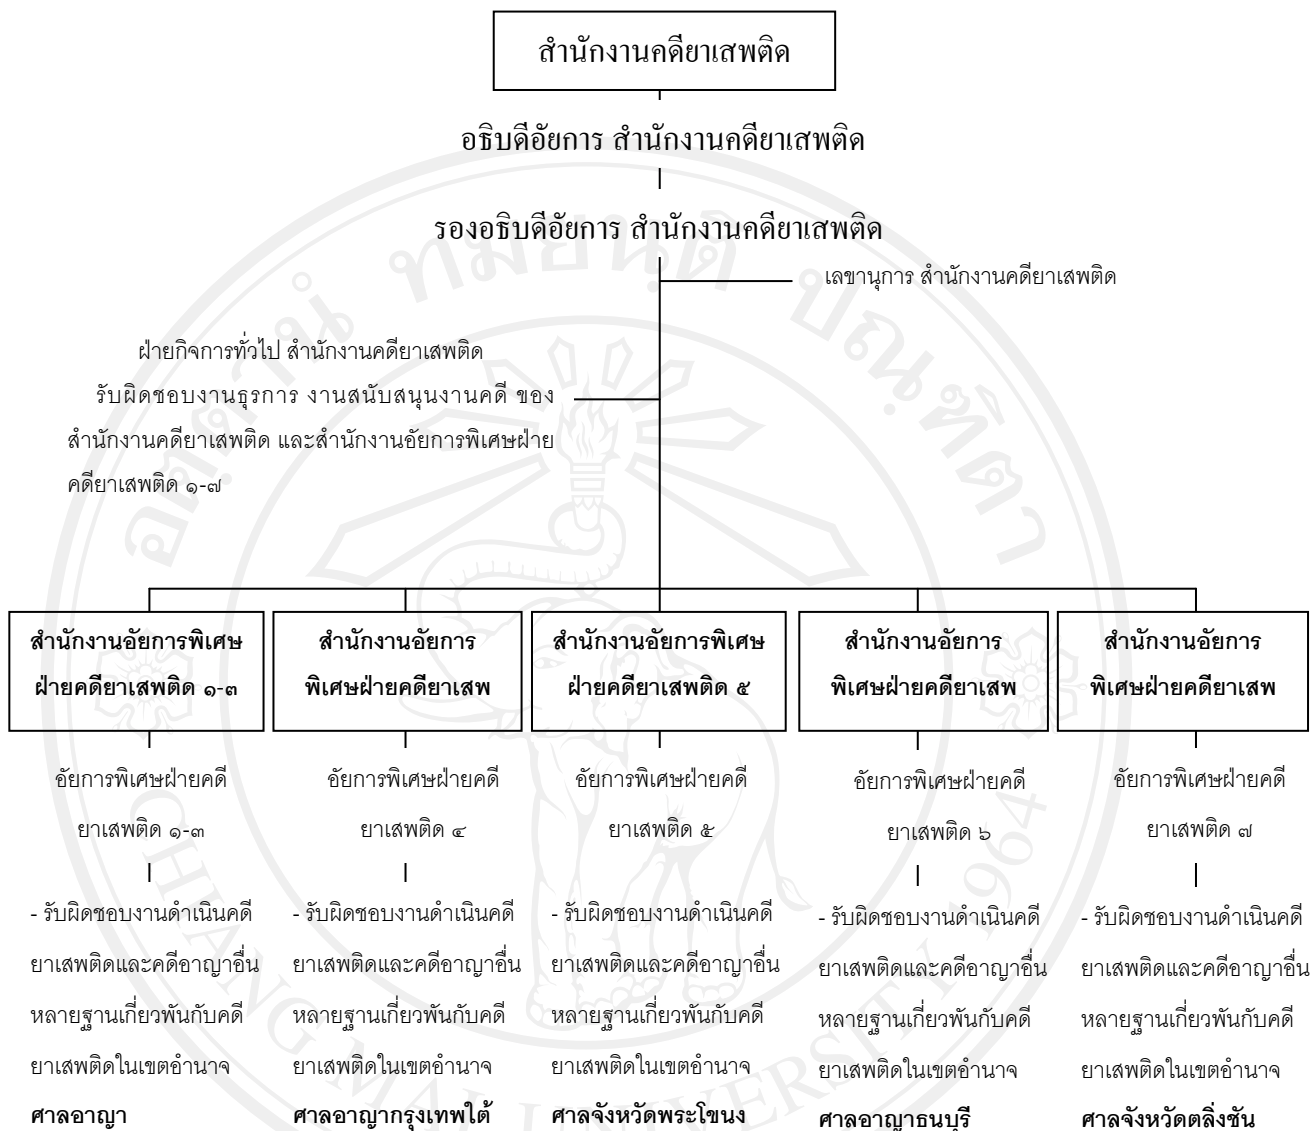 สำนักงานคดียาเสพติด
อธิบดีอัยการ สำนักงานคดียาเสพติด
รองอธิบดีอัยการ สำนักงานคดียาเสพติด
เลขานุการ สำนักงานคดียาเสพติด
ฝ่ายกิจการทั่วไป สำนักงานคดียาเสพติด
รับผิดชอบงานธุรการ งานสนับสนุนงานคดี ของ
สำนักงานคดียาเสพติด และสำนักงานอัยการพิเศษฝ่าย
คดียาเสพติด ๑-๗
สำนักงานอัยการพิเศษ
ฝ่ายคดียาเสพติด ๑-๓
อัยการพิเศษฝ่ายคดี
ยาเสพติด ๑-๓
- รับผิดชอบงานดำเนินคดี
ยาเสพติดและคดีอาญาอื่น
หลายฐานเกี่ยวพันกับคดี
ยาเสพติดในเขตอำนาจ
ศาลอาญา
สำนักงานอัยการ
พิเศษฝ่ายคดียาเสพ
อัยการพิเศษฝ่ายคดี
ยาเสพติด ๔
- รับผิดชอบงานดำเนินคดี
ยาเสพติดและคดีอาญาอื่น
หลายฐานเกี่ยวพันกับคดี
ยาเสพติดในเขตอำนาจ
ศาลอาญากรุงเทพใต้
สำนักงานอัยการพิเศษ
ฝ่ายคดียาเสพติด ๕
อัยการพิเศษฝ่ายคดี
ยาเสพติด ๕
- รับผิดชอบงานดำเนินคดี
ยาเสพติดและคดีอาญาอื่น
หลายฐานเกี่ยวพันกับคดี
ยาเสพติดในเขตอำนาจ
ศาลจังหวัดพระโขนง
สำนักงานอัยการ
พิเศษฝ่ายคดียาเสพ
อัยการพิเศษฝ่ายคดี
ยาเสพติด ๖
- รับผิดชอบงานดำเนินคดี
ยาเสพติดและคดีอาญาอื่น
หลายฐานเกี่ยวพันกับคดี
ยาเสพติดในเขตอำนาจ
ศาลอาญาธนบุรี
สำนักงานอัยการ
พิเศษฝ่ายคดียาเสพ
อัยการพิเศษฝ่ายคดี
ยาเสพติด ๗
- รับผิดชอบงานดำเนินคดี
ยาเสพติดและคดีอาญาอื่น
หลายฐานเกี่ยวพันกับคดี
ยาเสพติดในเขตอำนาจ
ศาลจังหวัดตลิ่งชัน
อตฺตานํ ทมยนฺติ ปณฺฑิตา
CHIANG MAI UNIVERSITY 1964